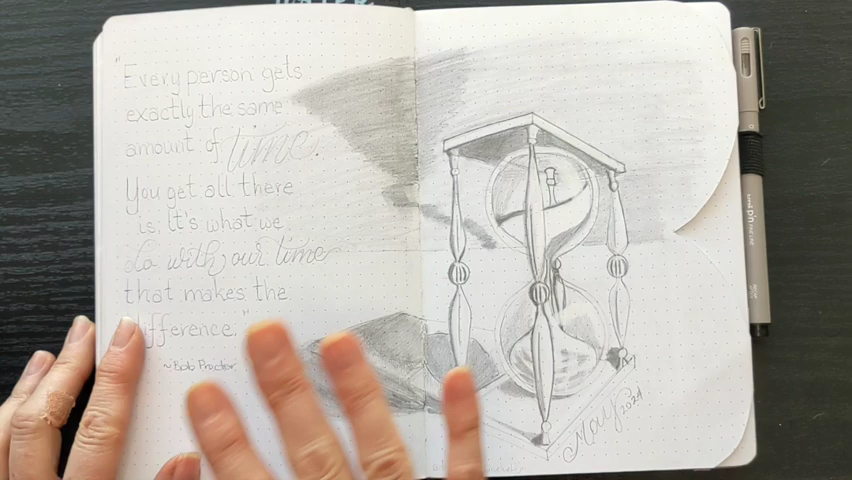 "Every person gets
exactly the same
amount of time.
You get all there
is; it's what we
do with our time
that makes the
difference."
~Bob Proctor
May 2024